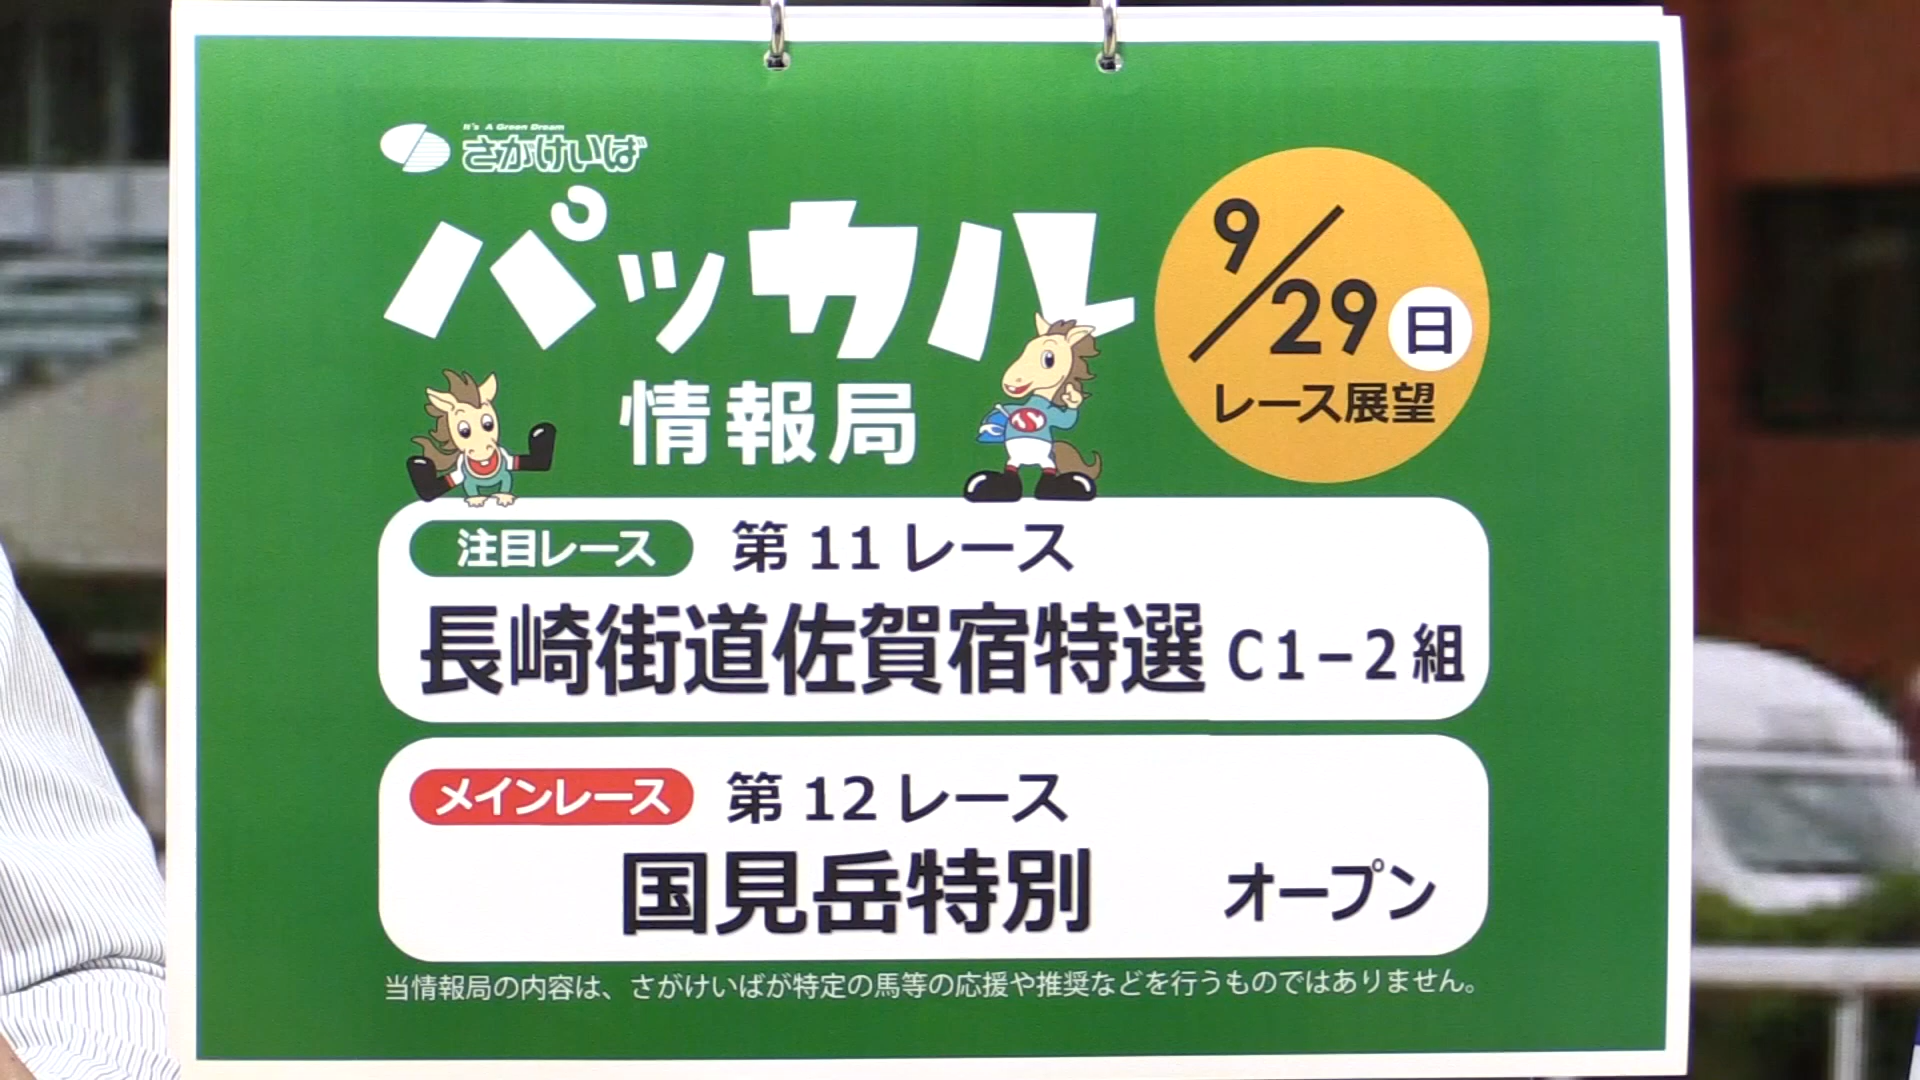 It's A Green Dream
さがけいば
パッカル
情報局
9/29 日
レース展望
注目レース 第11レース
長崎街道佐賀宿特選 C1-2組
メインレース 第12レース
国見岳特別 オープン
当情報局の内容は、さがけいばが特定の馬等の応援や推奨などを行うものではありません。